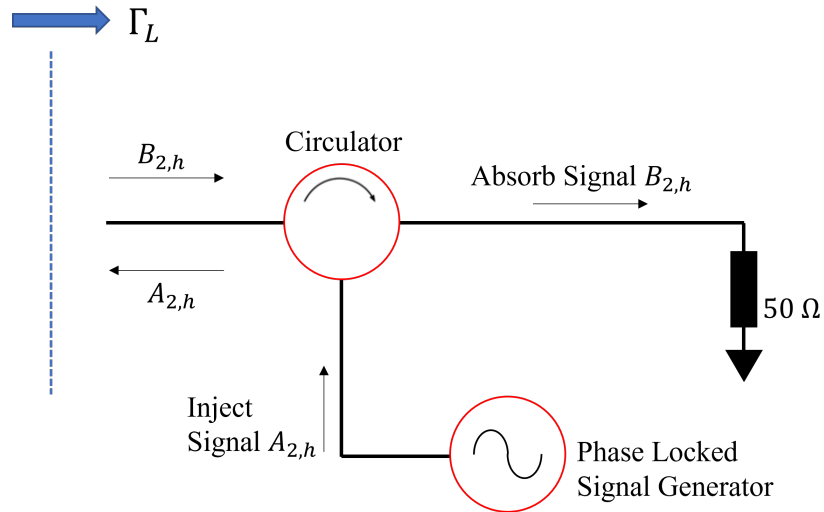 Γ_L
B_{2,h}
Circulator
Absorb Signal B_{2,h}
A_{2,h}
50 Ω
Inject
Signal A_{2,h}
Phase Locked
Signal Generator